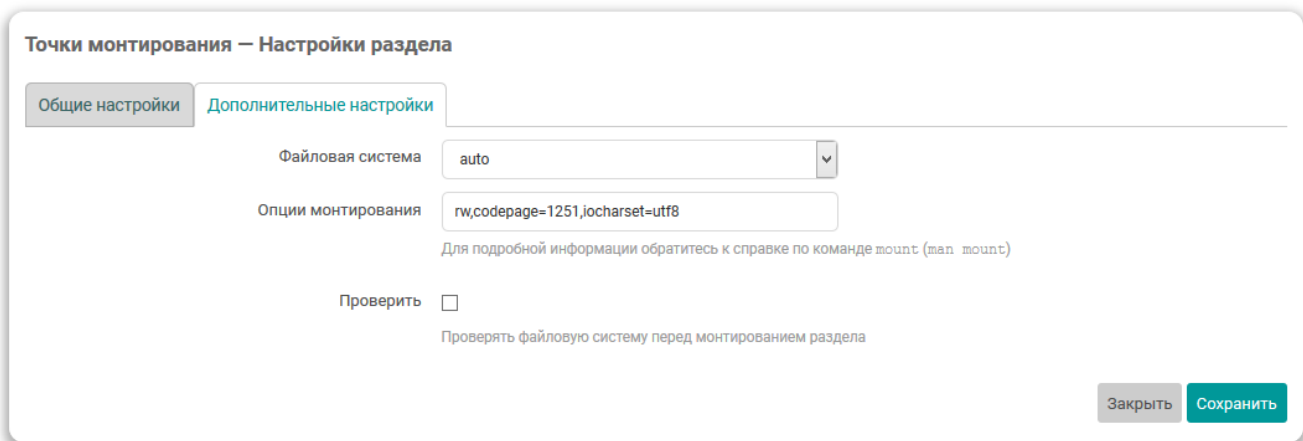 Точки монтирования — Настройки раздела
Общие настройки
Дополнительные настройки
Файловая система
auto
Опции монтирования
rw,codepage=1251,iocharset=utf8
Для подробной информации обратитесь к справке по команде mount (man mount)
Проверить
Проверять файловую систему перед монтированием раздела
Закрыть
Сохранить